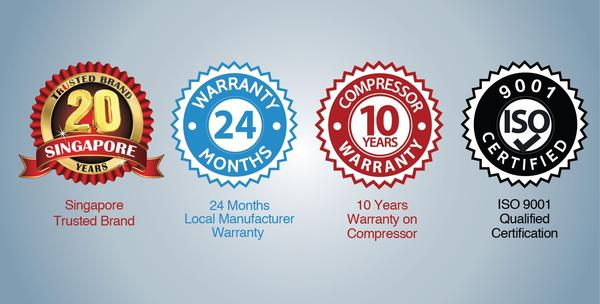 TRUSTED BRAND
20
SINGAPORE
YEARS
Singapore
Trusted Brand
WARRANTY
24
MONTHS
24 Months
Local Manufacturer
Warranty
COMPRESSOR
10
YEARS
WARRANTY
10 Years
Warranty on
Compressor
9001
ISO
CERTIFIED
ISO 9001
Qualified
Certification